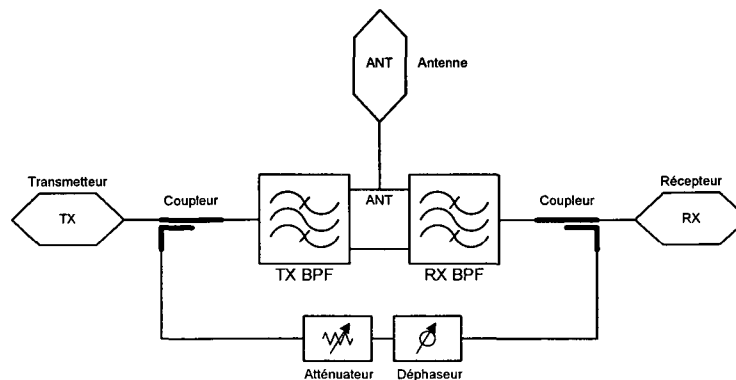 ANT
Antenne
Transmetteur
Coupleur
Coupleur
Récepteur
TX
ANT
RX
TX BPF
RX BPF
Atténuateur
Déphaseur